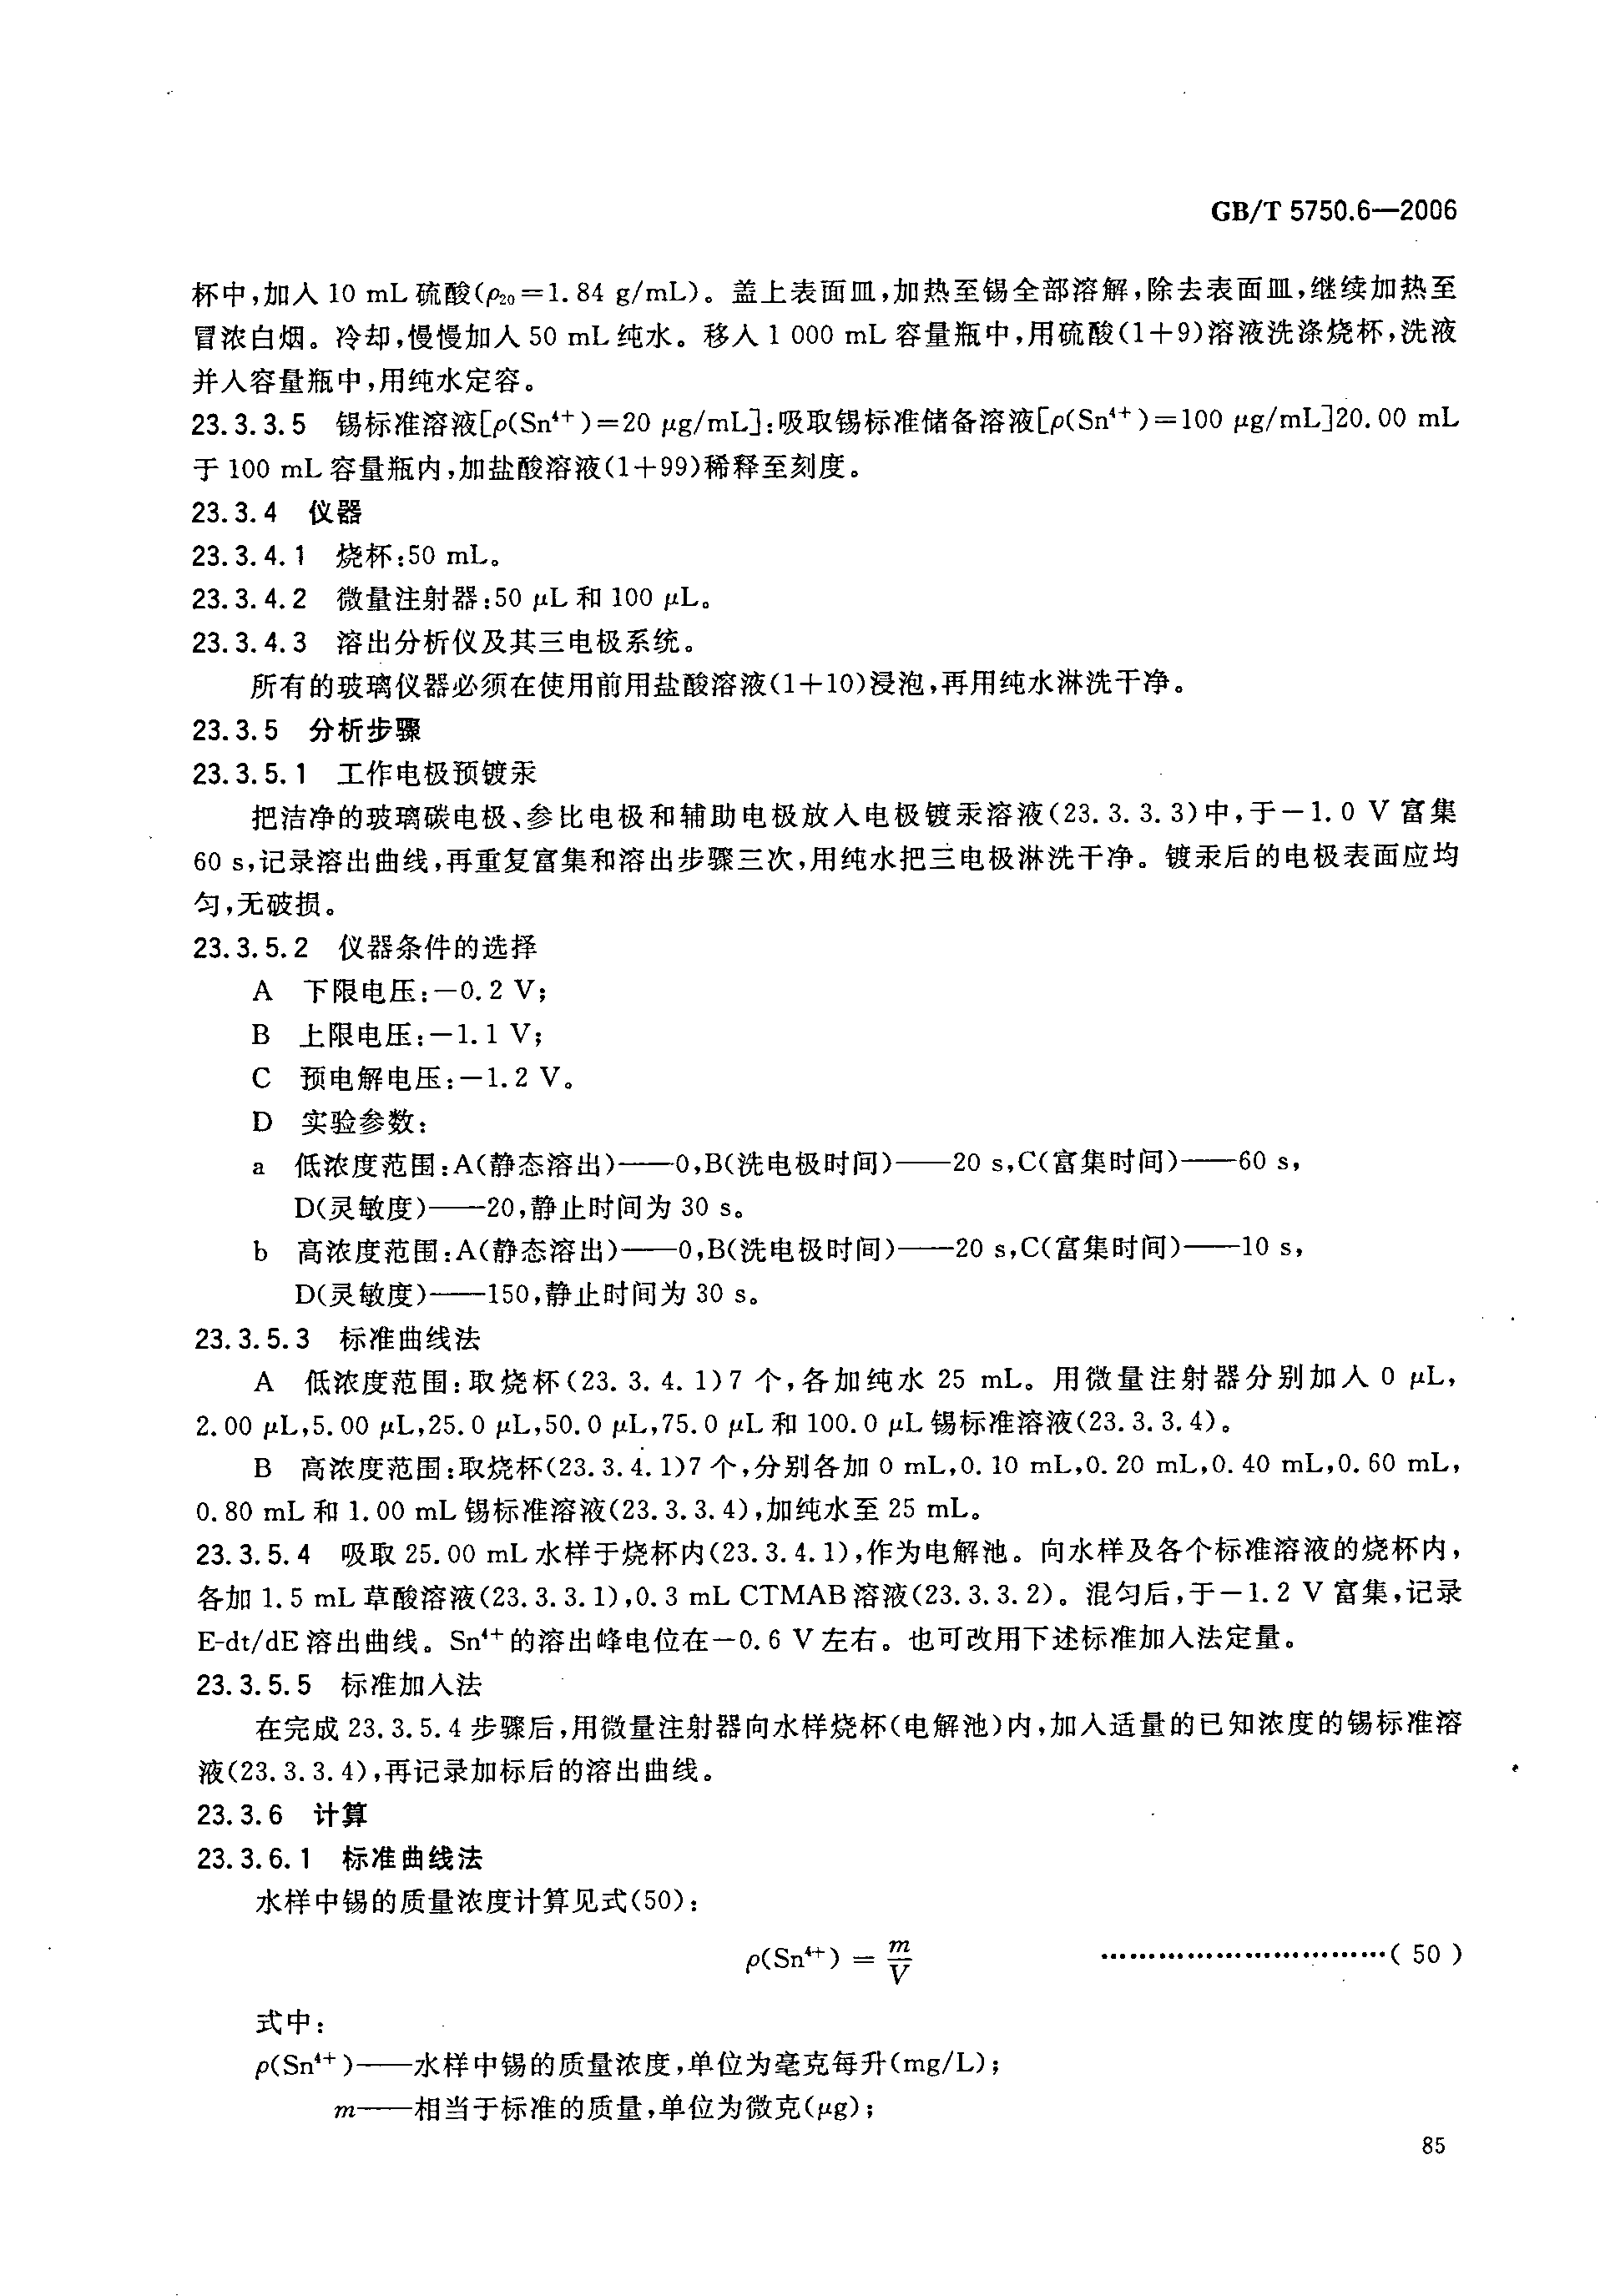 GB/T 5750.6—2006
杯中,加入 10 mL 硫酸(ρ₂₀=1.84 g/mL)。盖上表面皿,加热至锡全部溶解,除去表面皿,继续加热至
冒浓白烟。冷却,慢慢加入 50 mL 纯水。移入 1 000 mL 容量瓶中,用硫酸(1+9)溶液洗涤烧杯,洗液
并入容量瓶中,用纯水定容。
23.3.3.5 锡标准溶液[ρ(Sn⁴⁺)=20 μg/mL]:吸取锡标准储备溶液[ρ(Sn⁴⁺)=100 μg/mL]20.00 mL
于 100 mL 容量瓶内,加盐酸溶液(1+99)稀释至刻度。
23.3.4 仪器
23.3.4.1 烧杯:50 mL。
23.3.4.2 微量注射器:50 μL 和 100 μL。
23.3.4.3 溶出分析仪及其三电极系统。
所有的玻璃仪器必须在使用前用盐酸溶液(1+10)浸泡,再用纯水淋洗干净。
23.3.5 分析步骤
23.3.5.1 工作电极预镀汞
把洁净的玻璃碳电极、参比电极和辅助电极放入电极镀汞溶液(23.3.3.3)中,于-1.0 V 富集
60 s,记录溶出曲线,再重复富集和溶出步骤三次,用纯水把三电极淋洗干净。镀汞后的电极表面应均
匀,无破损。
23.3.5.2 仪器条件的选择
A 下限电压:-0.2 V;
B 上限电压:-1.1 V;
C 预电解电压:-1.2 V。
D 实验参数:
a 低浓度范围:A(静态溶出)——0,B(洗电极时间)——20 s,C(富集时间)——60 s,
D(灵敏度)——20,静止时间为 30 s。
b 高浓度范围:A(静态溶出)——0,B(洗电极时间)——20 s,C(富集时间)——10 s,
D(灵敏度)——150,静止时间为 30 s。
23.3.5.3 标准曲线法
A 低浓度范围:取烧杯(23.3.4.1)7 个,各加纯水 25 mL。用微量注射器分别加入 0 μL,
2.00 μL,5.00 μL,25.0 μL,50.0 μL,75.0 μL 和 100.0 μL 锡标准溶液(23.3.3.4)。
B 高浓度范围:取烧杯(23.3.4.1)7 个,分别各加 0 mL,0.10 mL,0.20 mL,0.40 mL,0.60 mL,
0.80 mL 和 1.00 mL 锡标准溶液(23.3.3.4),加纯水至 25 mL。
23.3.5.4 吸取 25.00 mL 水样于烧杯内(23.3.4.1),作为电解池。向水样及各个标准溶液的烧杯内,
各加 1.5 mL 草酸溶液(23.3.3.1),0.3 mL CTMAB 溶液(23.3.3.2)。混匀后,于-1.2 V 富集,记录
E-dt/dE 溶出曲线。Sn⁴⁺ 的溶出峰电位在-0.6 V 左右。也可改用下述标准加入法定量。
23.3.5.5 标准加入法
在完成 23.3.5.4 步骤后,用微量注射器向水样烧杯(电解池)内,加入适量的已知浓度的锡标准溶
液(23.3.3.4),再记录加标后的溶出曲线。
23.3.6 计算
23.3.6.1 标准曲线法
水样中锡的质量浓度计算见式(50):
ρ(Sn⁴⁺) = m/V ……………………………( 50 )
式中:
ρ(Sn⁴⁺)——水样中锡的质量浓度,单位为毫克每升(mg/L);
m——相当于标准的质量,单位为微克(μg);
85